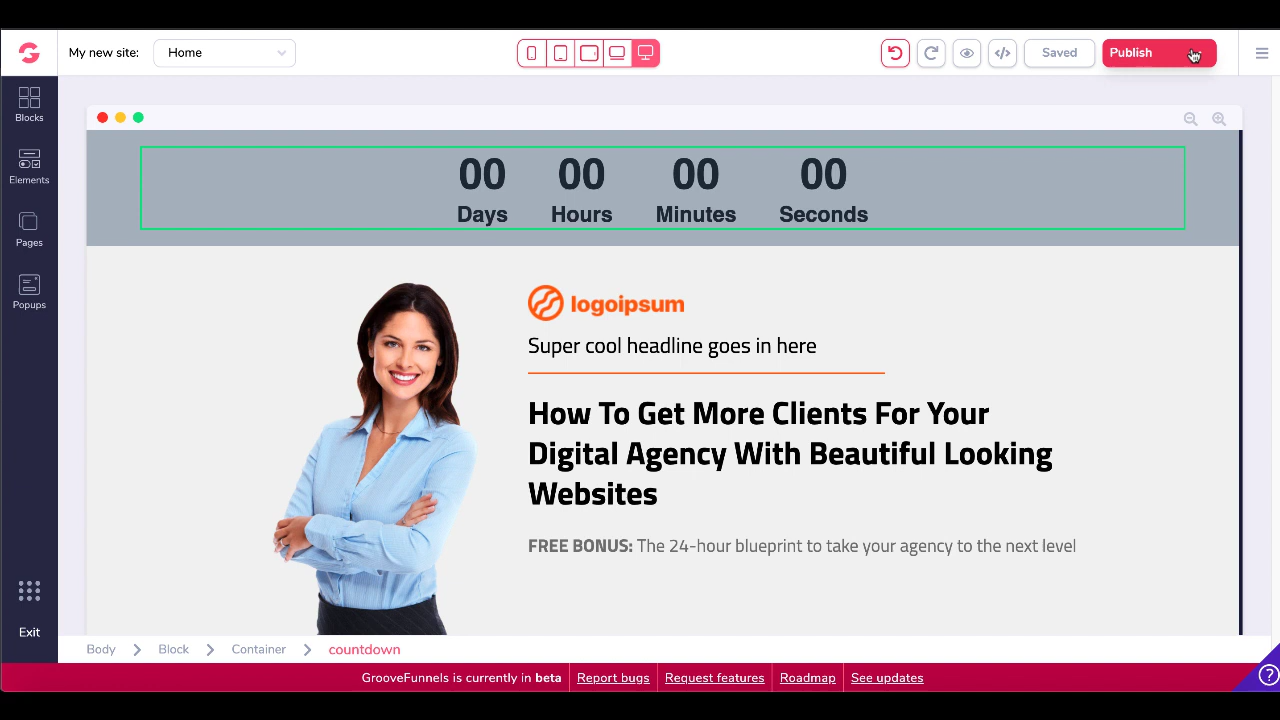 My new site: Home Saved Publish
Blocks
Elements
Pages
Popups
Exit
00 00 00 00
Days Hours Minutes Seconds
logoipsum
Super cool headline goes in here
How To Get More Clients For Your
Digital Agency With Beautiful Looking
Websites
FREE BONUS: The 24-hour blueprint to take your agency to the next level
Body Block Container countdown
GrooveFunnels is currently in beta Report bugs Request features Roadmap See updates